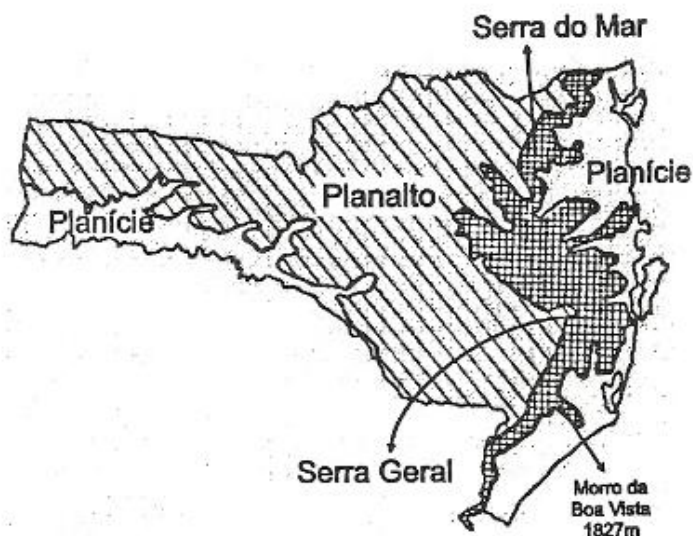 Serra do Mar
Planície
Planalto
Planície
Serra Geral
Morro da
Boa Vista
1827m